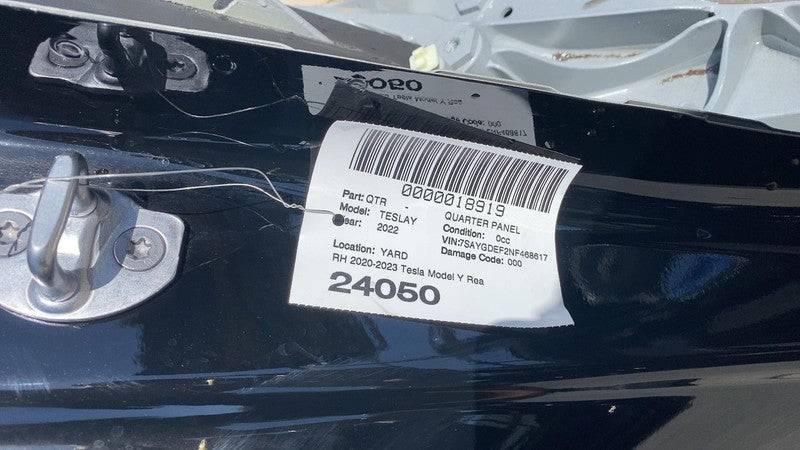 0000018919
Part: QTR - QUARTER PANEL
Model: TESLAY Condition: 0cc
ear: 2022 VIN:7SAYGDEF2NF468617
Damage Code: 000
Location: YARD
RH 2020-2023 Tesla Model Y Rea
24050